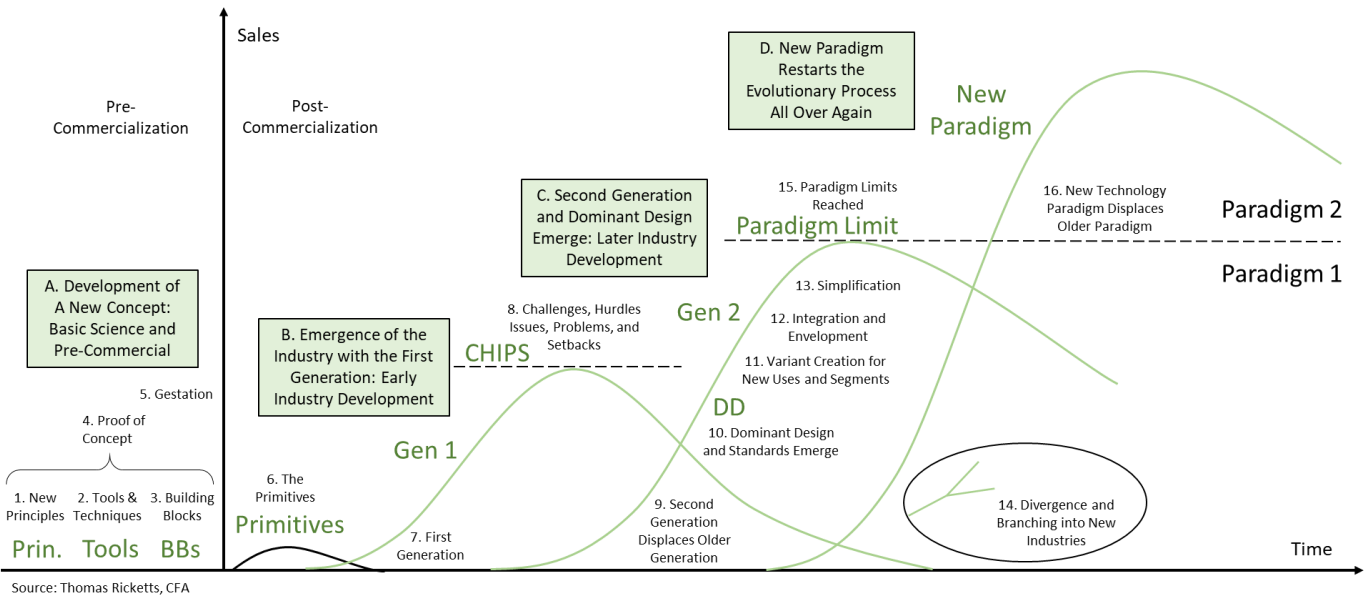 Sales
Pre-
Commercialization
Post-
Commercialization
A. Development of
A New Concept:
Basic Science and
Pre-Commercial
5. Gestation
4. Proof of
Concept
1. New
Principles
2. Tools &
Techniques
3. Building
Blocks
Prin.
Tools
BBs
B. Emergence of the
Industry with the First
Generation: Early
Industry Development
6. The
Primitives
Primitives
7. First
Generation
Gen 1
8. Challenges, Hurdles
Issues, Problems, and
Setbacks
CHIPS
C. Second Generation
and Dominant Design
Emerge: Later Industry
Development
9. Second
Generation
Displaces Older
Generation
10. Dominant Design
and Standards Emerge
DD
11. Variant Creation for
New Uses and Segments
12. Integration and
Envelopment
13. Simplification
Gen 2
14. Divergence and
Branching into New
Industries
15. Paradigm Limits
Reached
Paradigm Limit
D. New Paradigm
Restarts the
Evolutionary Process
All Over Again
New
Paradigm
16. New Technology
Paradigm Displaces
Older Paradigm
Paradigm 2
Paradigm 1
Time
Source: Thomas Ricketts, CFA